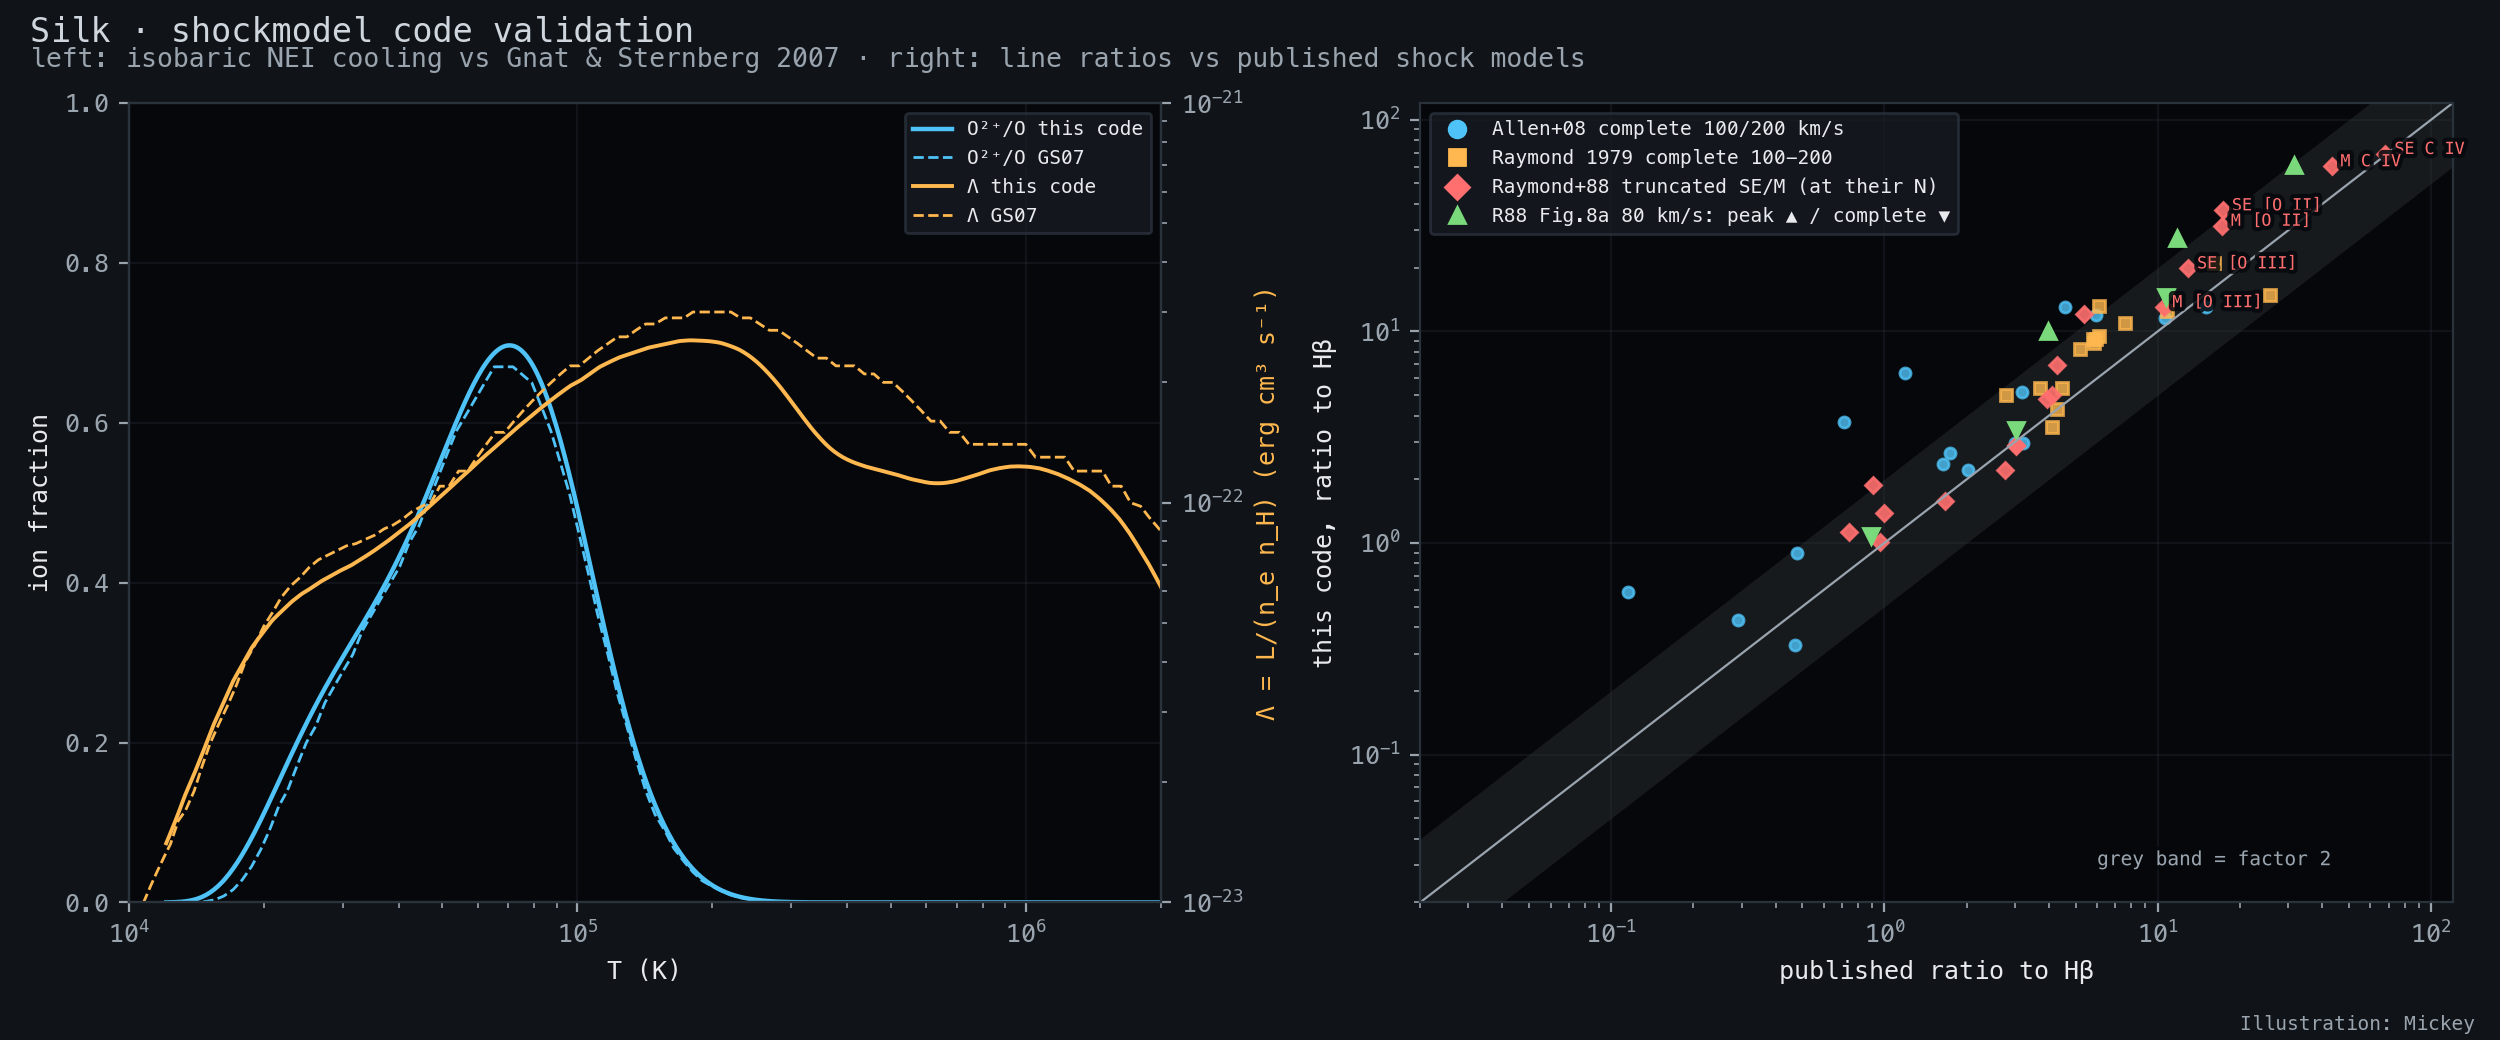 Silk · shockmodel code validation
left: isobaric NEI cooling vs Gnat & Sternberg 2007 · right: line ratios vs published shock models
1.0
0.8
0.6
0.4
0.2
0.0
ion fraction
10⁴
10⁵
10⁶
T (K)
O²⁺/O this code
O²⁺/O GS07
Λ this code
Λ GS07
10⁻²¹
10⁻²²
10⁻²³
Λ = L/(n_e n_H) (erg cm³ s⁻¹)
10²
10¹
10⁰
10⁻¹
this code, ratio to Hβ
Allen+08 complete 100/200 km/s
Raymond 1979 complete 100–200
Raymond+88 truncated SE/M (at their N)
R88 Fig.8a 80 km/s: peak ▲ / complete ▼
SE C IV
M C IV
SE [O II]
M [O II]
SE [O III]
M [O III]
grey band = factor 2
10⁻¹
10⁰
10¹
10²
published ratio to Hβ
Illustration: Mickey